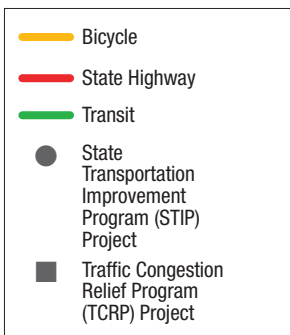 Bicycle
State Highway
Transit
State
Transportation
Improvement
Program (STIP)
Project
Traffic Congestion
Relief Program
(TCRP) Project